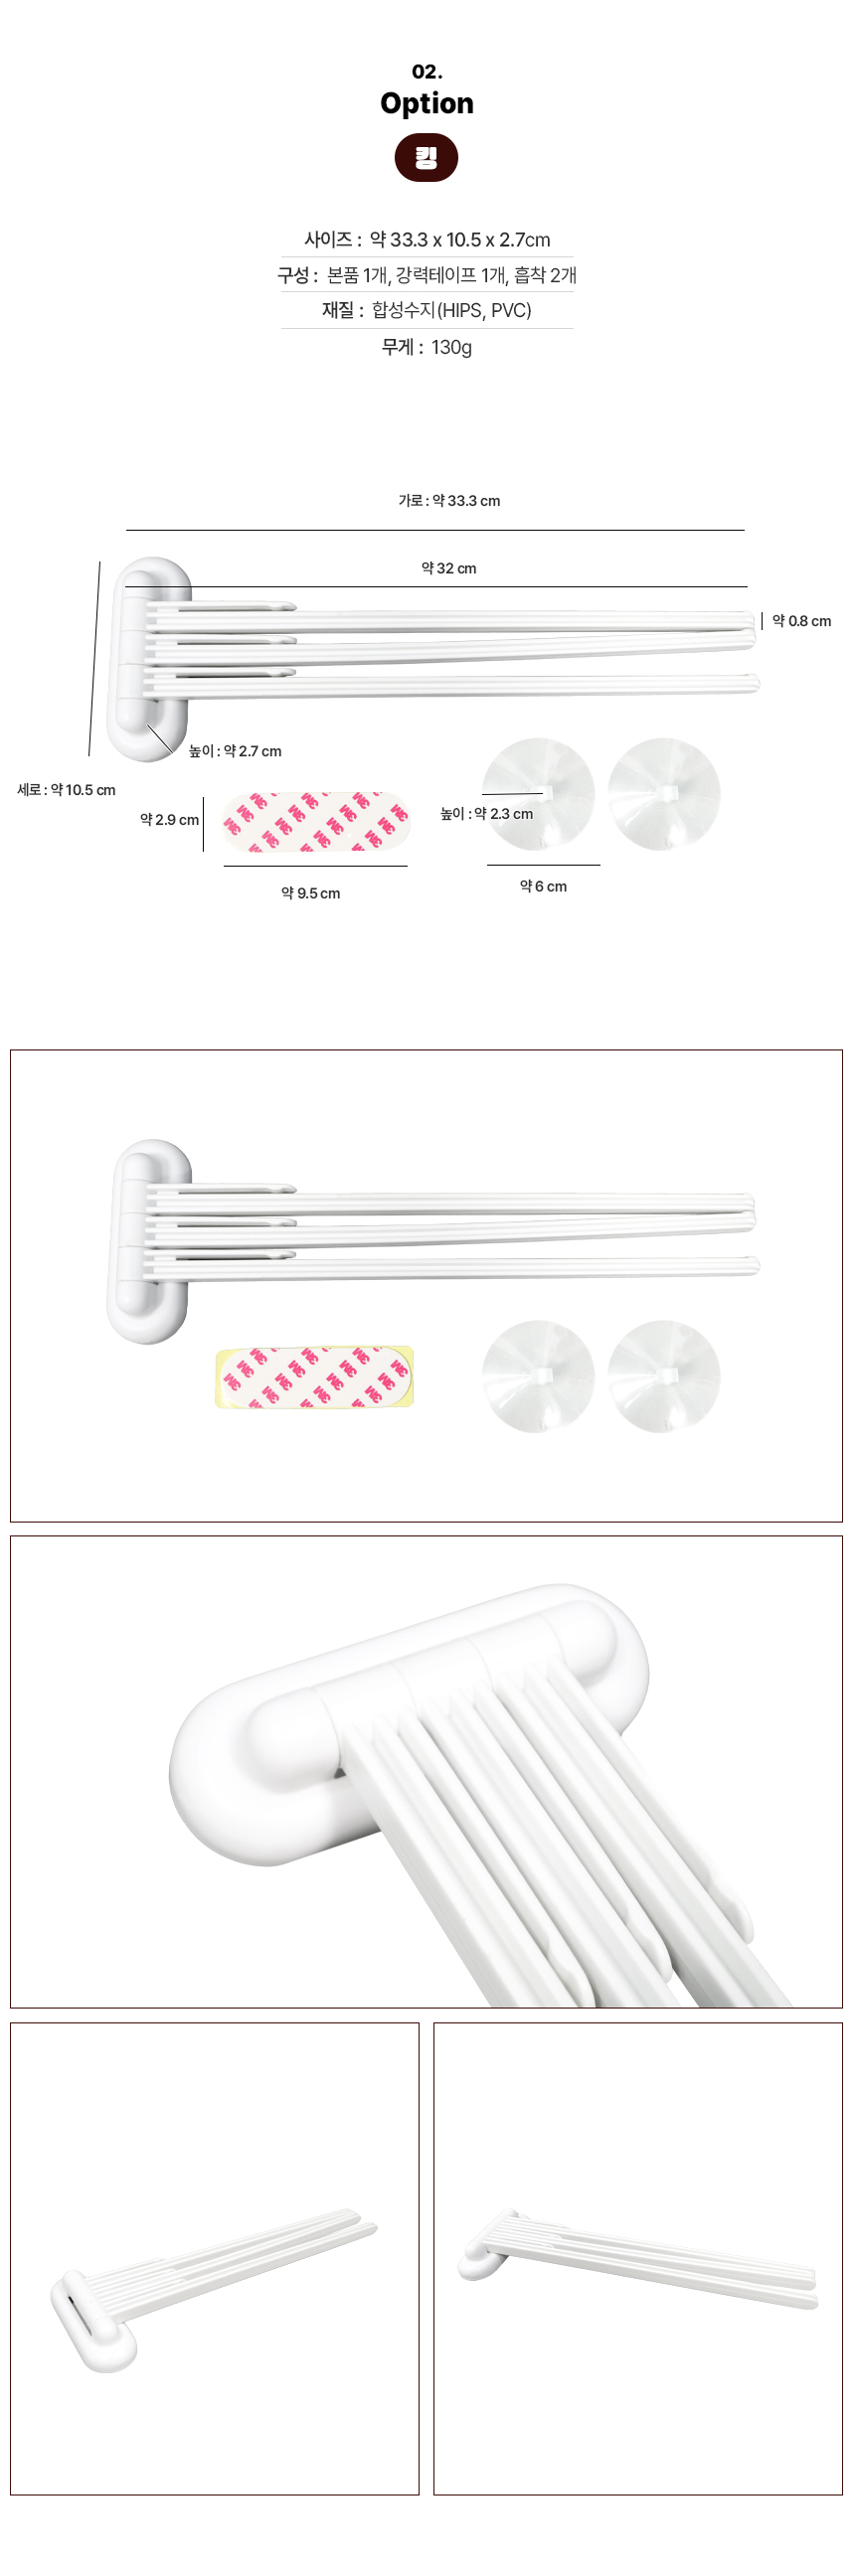 02.
Option
킹
사이즈 : 약 33.3 x 10.5 x 2.7cm
구성 : 본품 1개, 강력테이프 1개, 흡착 2개
재질 : 합성수지(HIPS, PVC)
무게 : 130g
가로 : 약 33.3 cm
약 32 cm
약 0.8 cm
높이 : 약 2.7 cm
세로 : 약 10.5 cm
약 2.9 cm
높이 : 약 2.3 cm
약 9.5 cm
약 6 cm